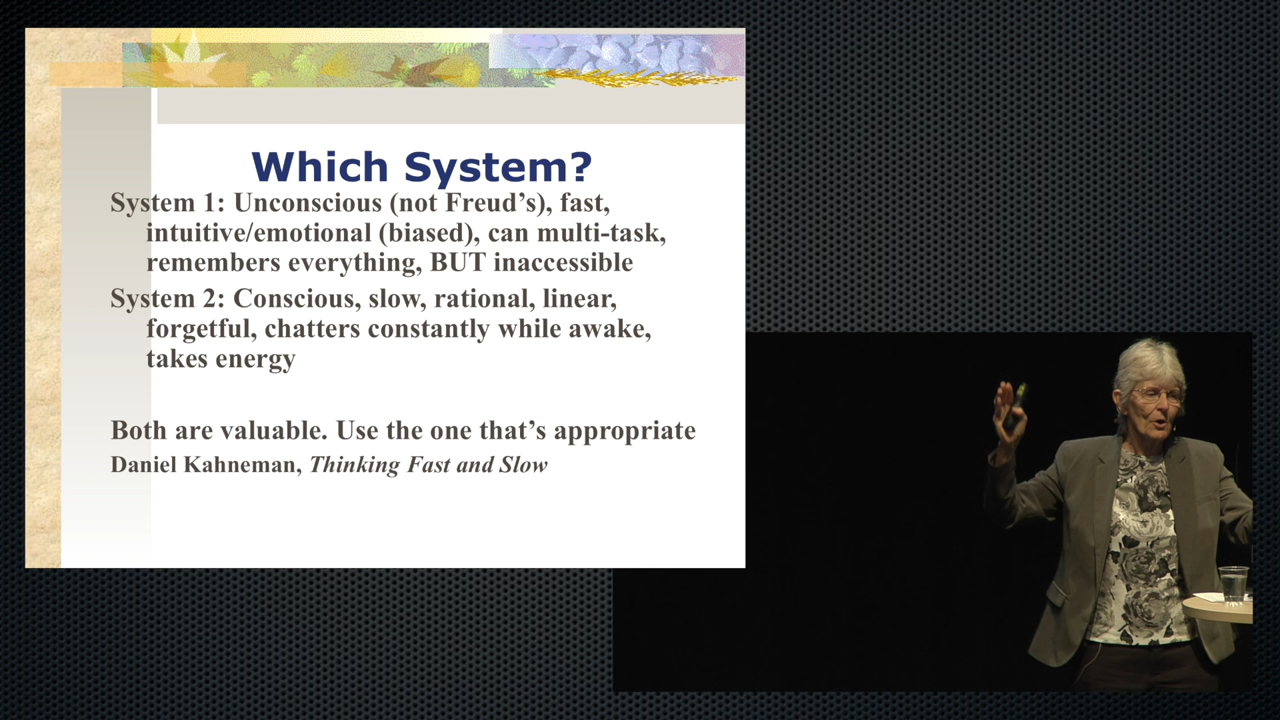 Which System?
System 1: Unconscious (not Freud’s), fast,
intuitive/emotional (biased), can multi-task,
remembers everything, BUT inaccessible
System 2: Conscious, slow, rational, linear,
forgetful, chatters constantly while awake,
takes energy
Both are valuable. Use the one that’s appropriate
Daniel Kahneman, Thinking Fast and Slow